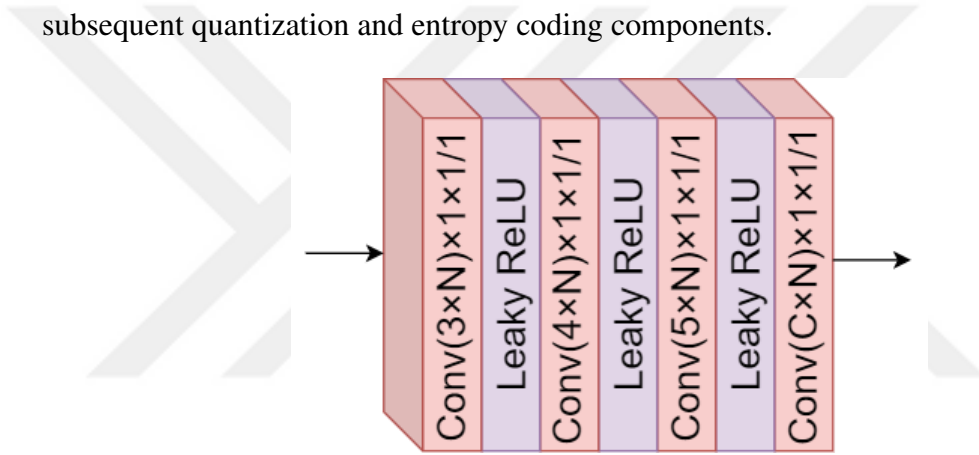 subsequent quantization and entropy coding components.
Conv(3×N)×1×1/1
Leaky ReLU
Conv(4×N)×1×1/1
Leaky ReLU
Conv(5×N)×1×1/1
Leaky ReLU
Conv(C×N)×1×1/1